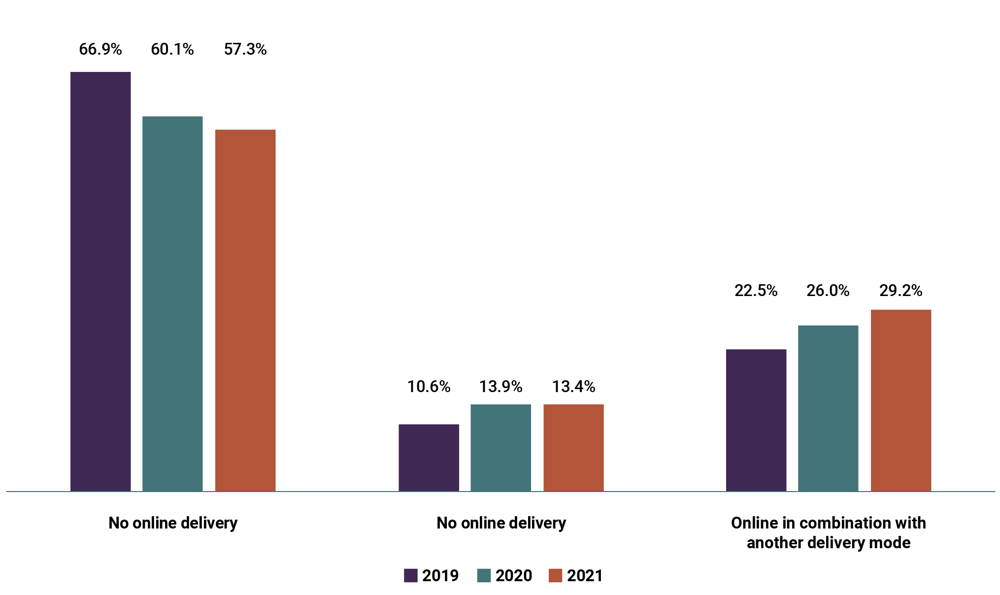 66.9% 60.1% 57.3%
22.5% 26.0% 29.2%
10.6% 13.9% 13.4%
No online delivery
No online delivery
Online in combination with
another delivery mode
2019 2020 2021